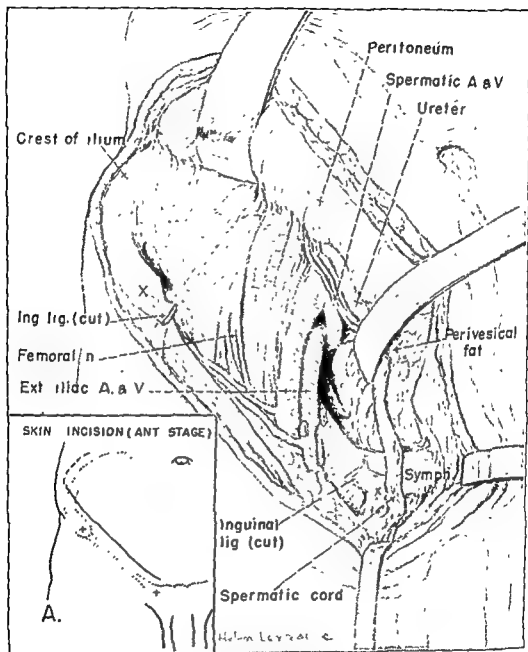 Peritoneum
Spermatic A & V
Ureter
Crest of ilium
Ing lig. (cut)
Femoral n
Ext iliac A. & V
Perivesical
fat
SKIN INCISION (ANT STAGE)
Symph.
Inguinal
lig (cut)
Spermatic cord
A.